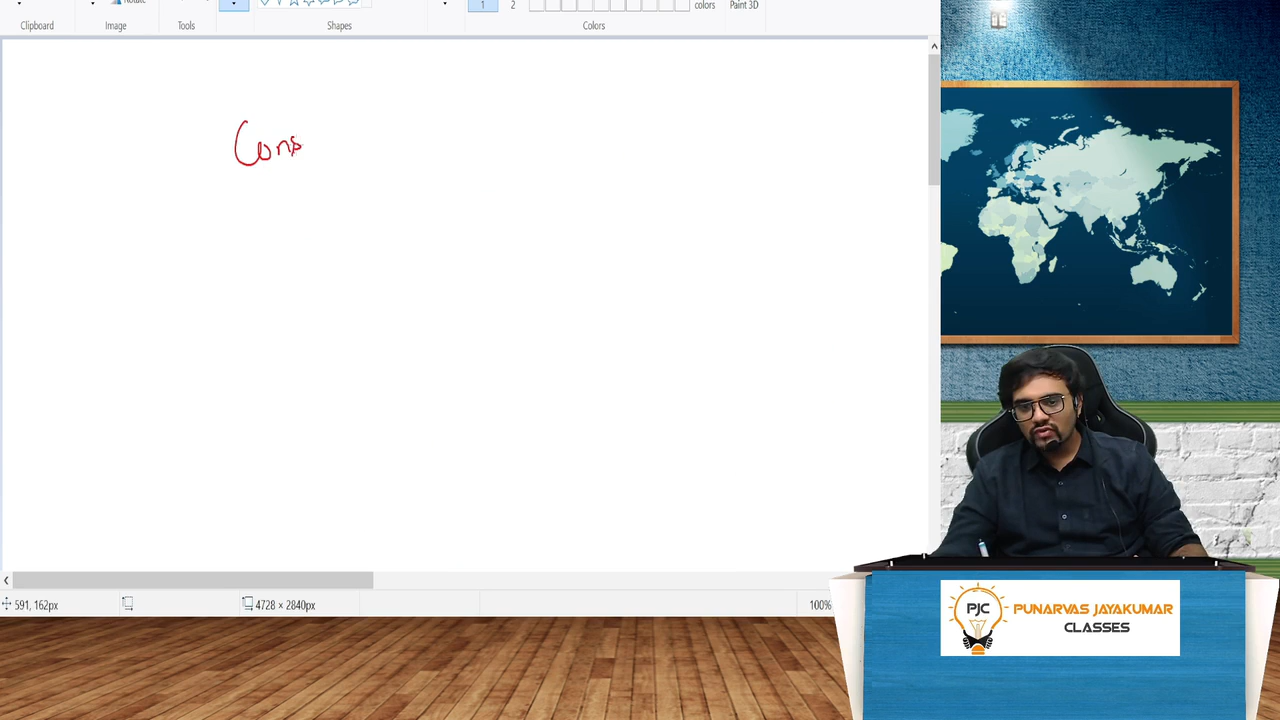 Rotate
1 2 colors Paint 3D
Clipboard Image Tools Shapes Colors
Cons
591, 162px 4728 × 2840px 100%
PJC PUNARVAS JAYAKUMAR
CLASSES